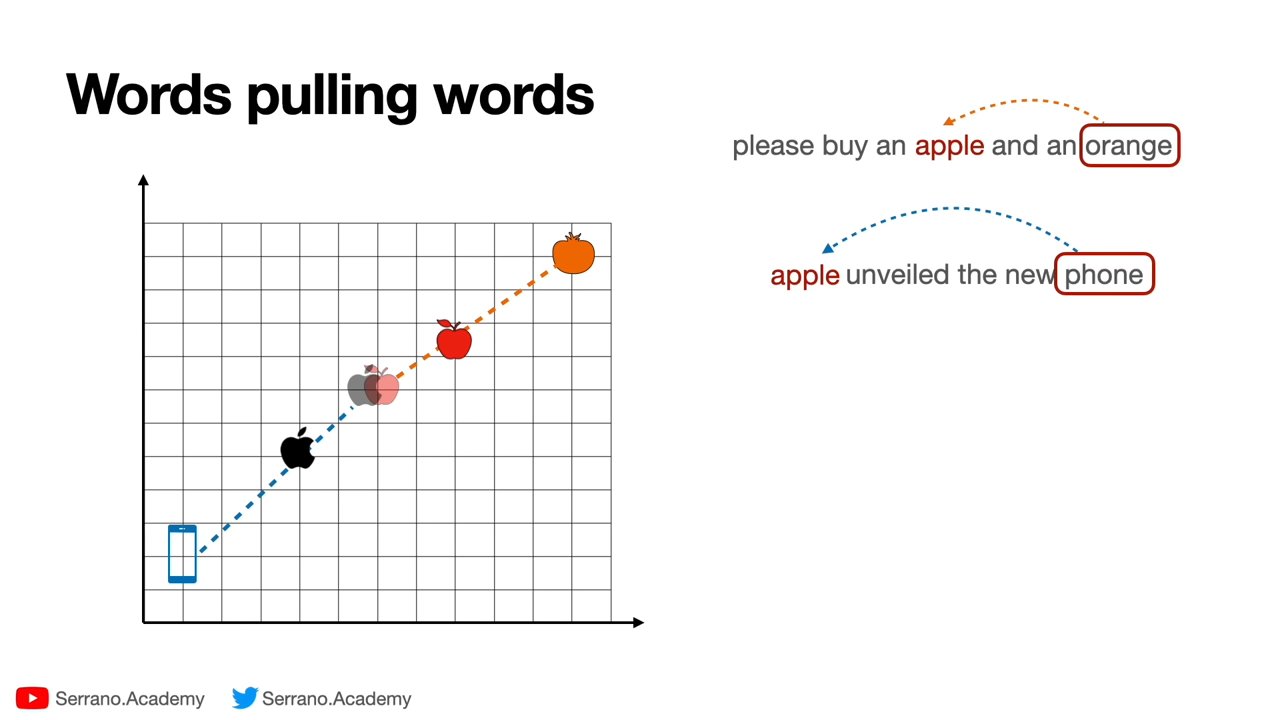 Words pulling words
please buy an apple and an orange
apple unveiled the new phone
Serrano.Academy
Serrano.Academy